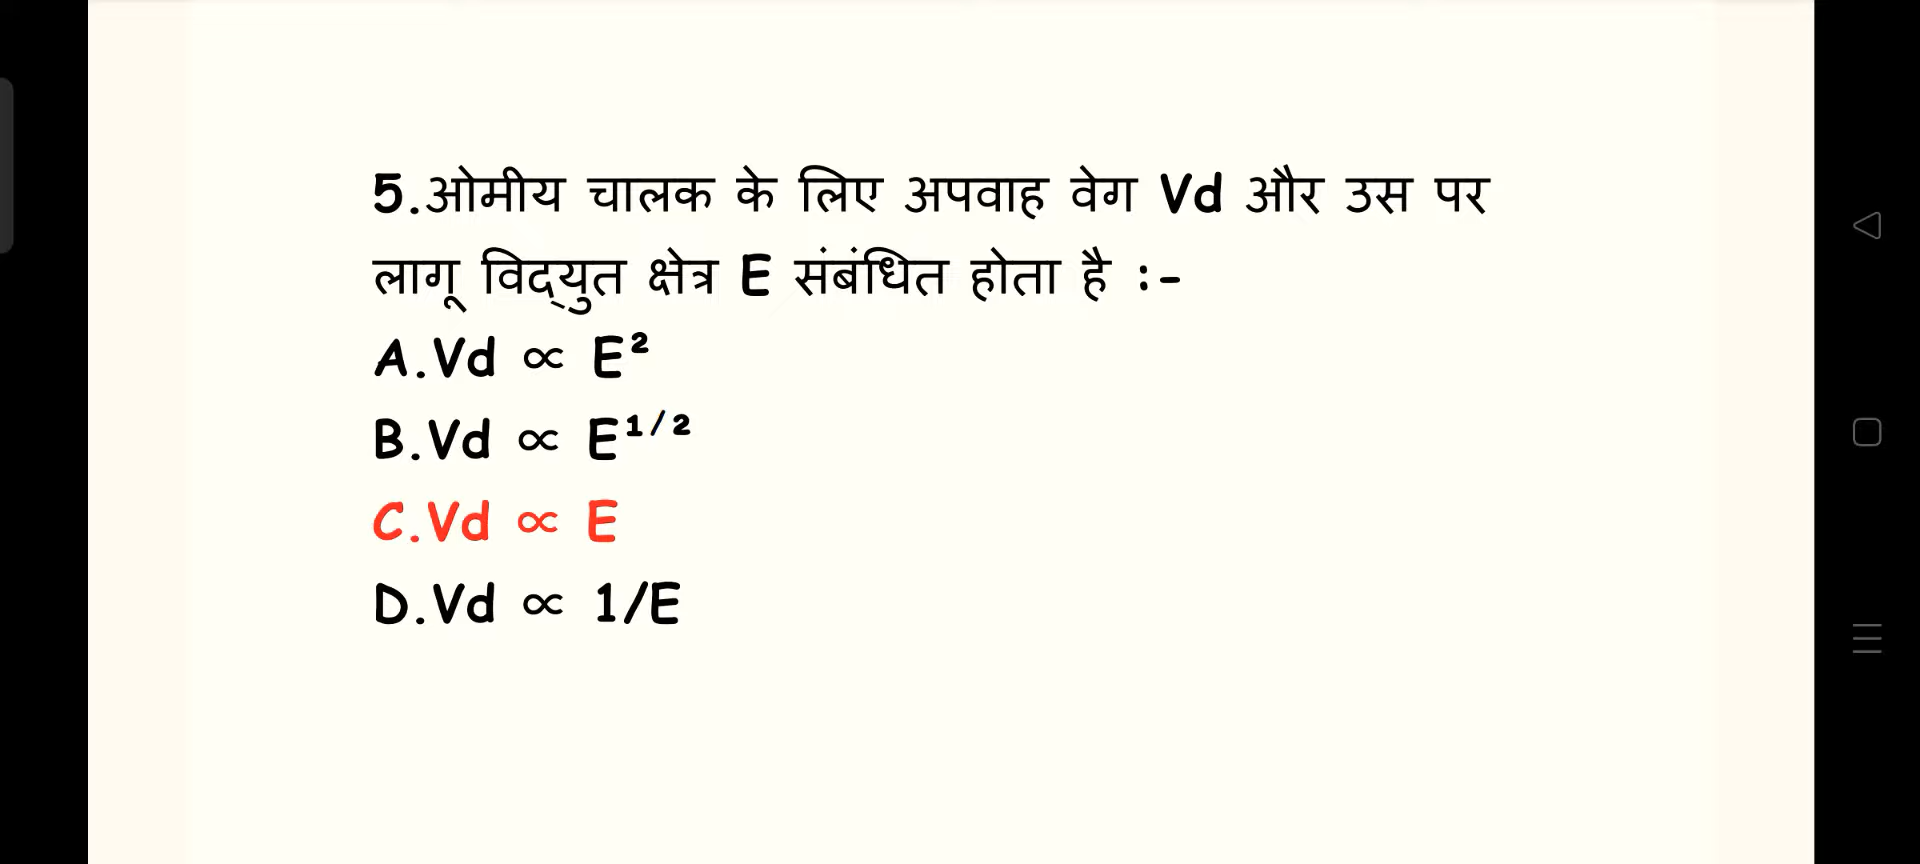 5.ओमीय चालक के लिए अपवाह वेग Vd और उस पर
लागू विद्‌युत क्षेत्र E संबंधित होता है :-
A.Vd ∝ E²
B.Vd ∝ E¹/²
C.Vd ∝ E
D.Vd ∝ 1/E